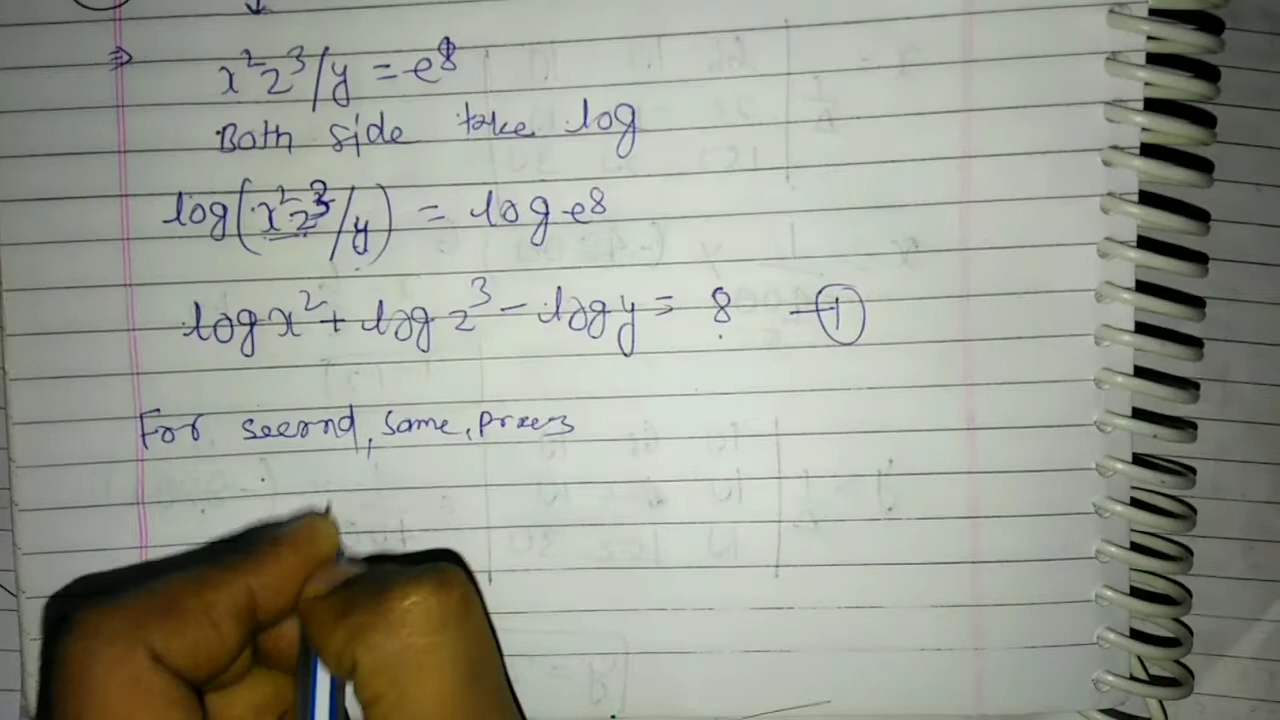 ⇒ x²z³/y = e⁸
Both side take log
log(x²z³/y) = log e⁸
log x² + log z³ - log y = 8 —①
For second, same,